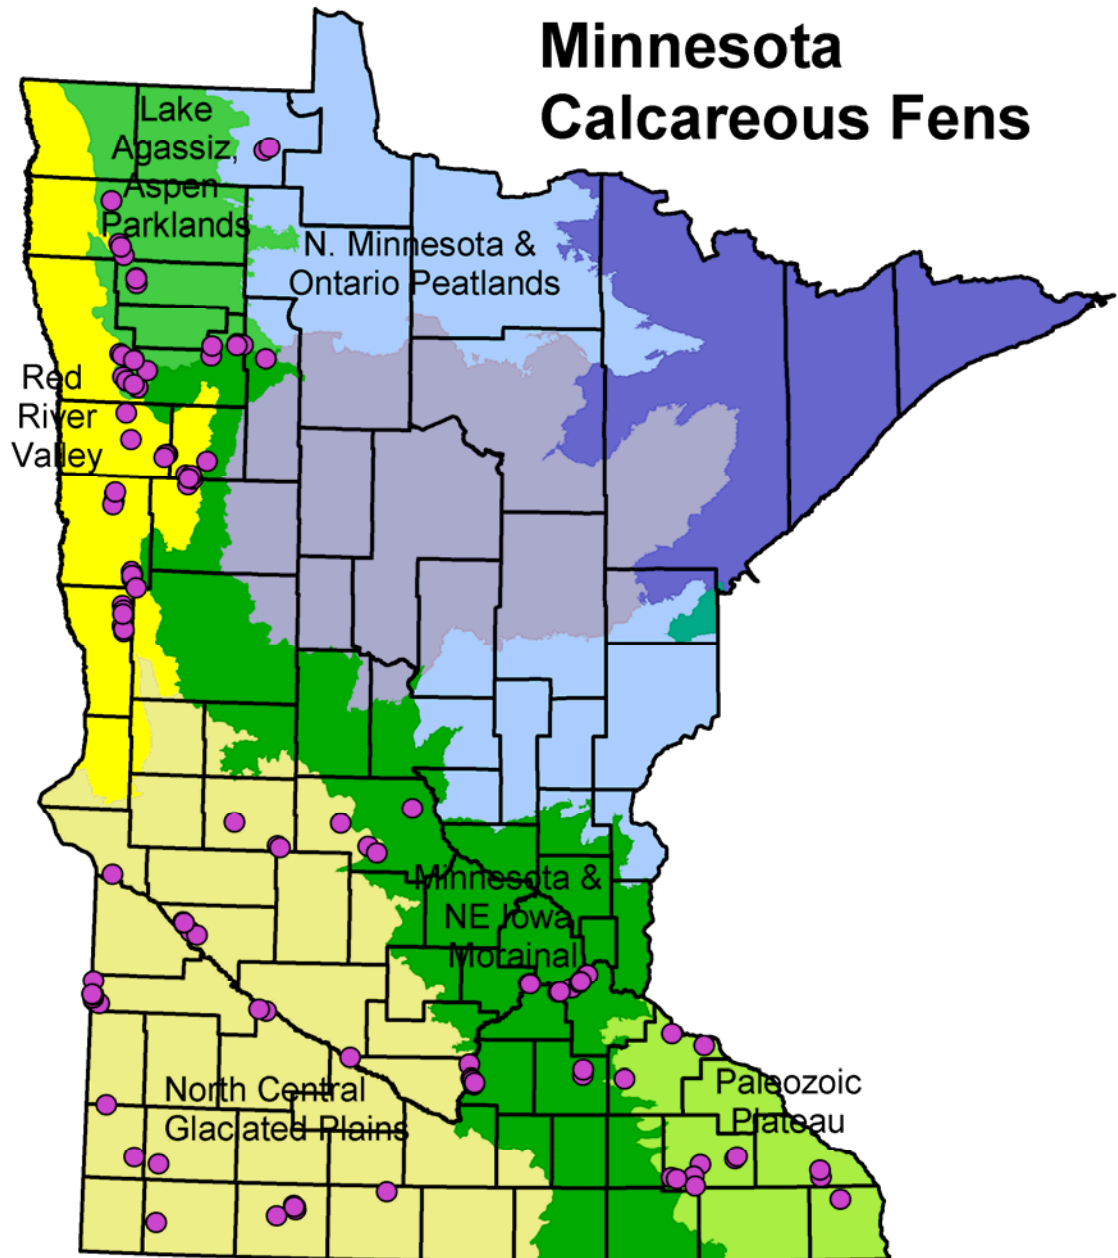 Minnesota
Calcareous Fens
Lake
Agassiz,
Aspen
Parklands
N. Minnesota &
Ontario Peatlands
Red
River
Valley
Minnesota &
NE Iowa
Morainal
North Central
Glaciated Plains
Paleozoic
Plateau